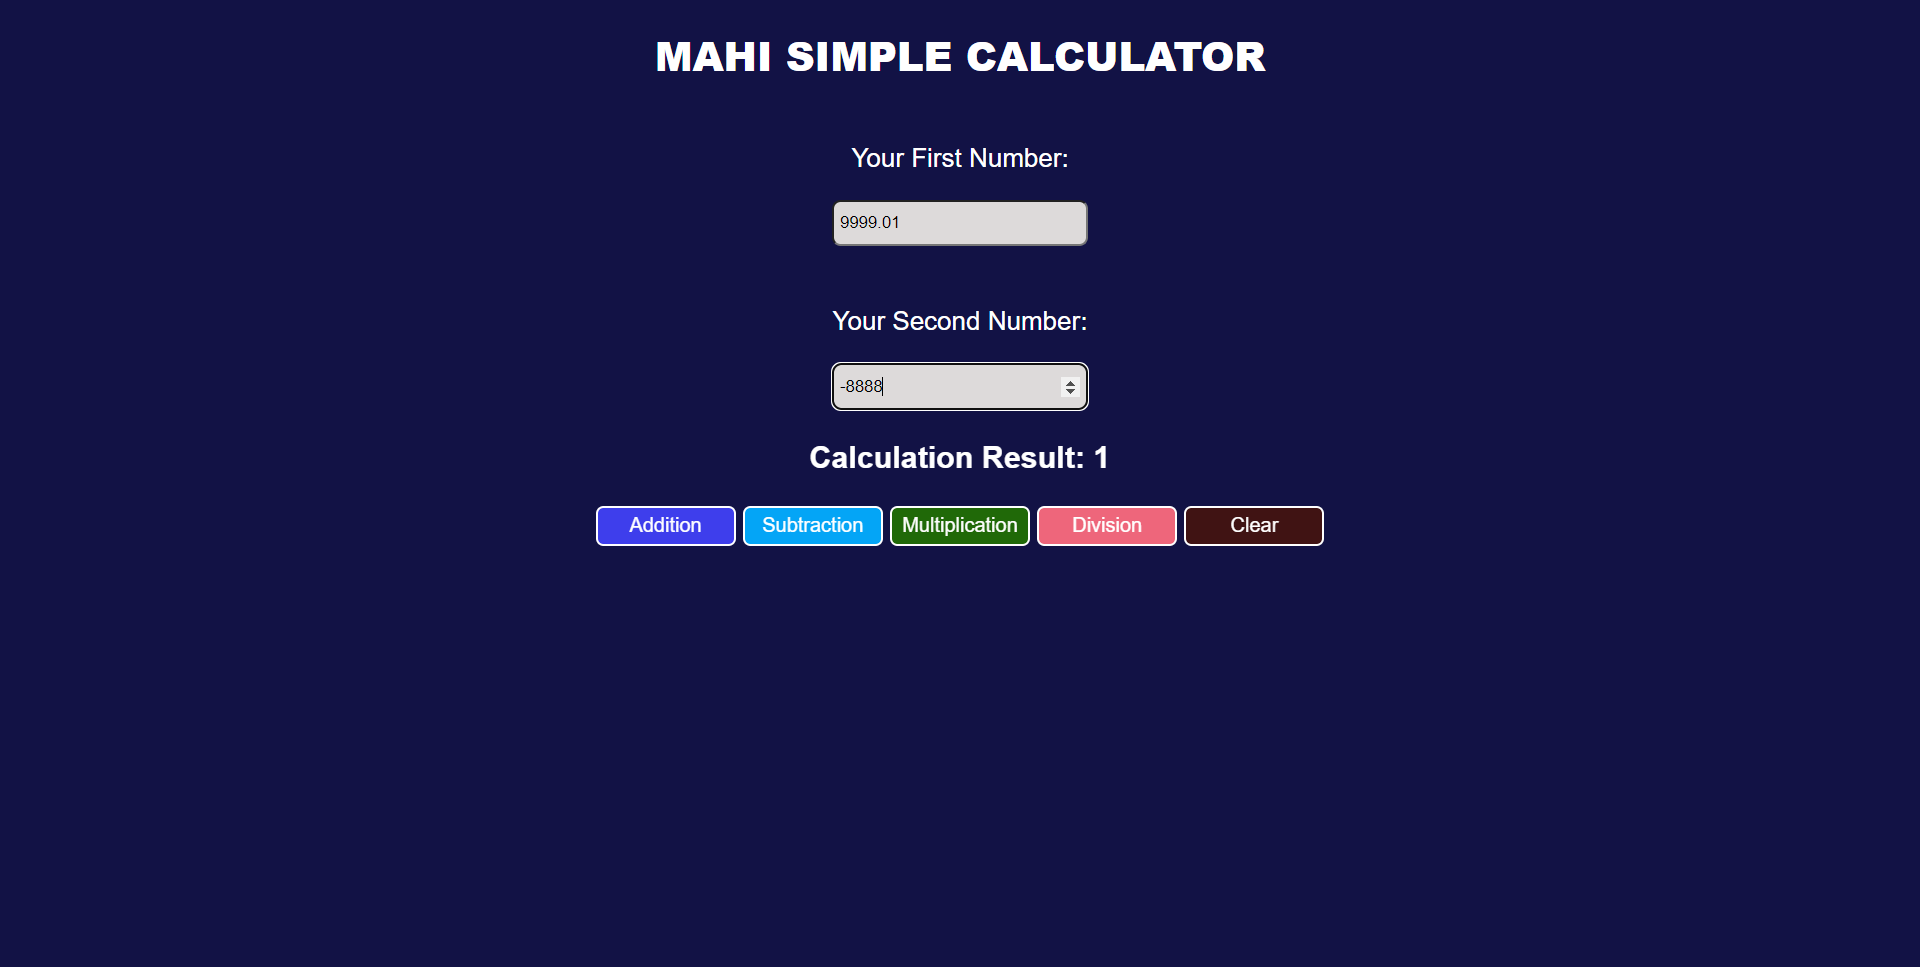 MAHI SIMPLE CALCULATOR
Your First Number:
9999.01
Your Second Number:
-8888
Calculation Result: 1
Addition Subtraction Multiplication Division Clear